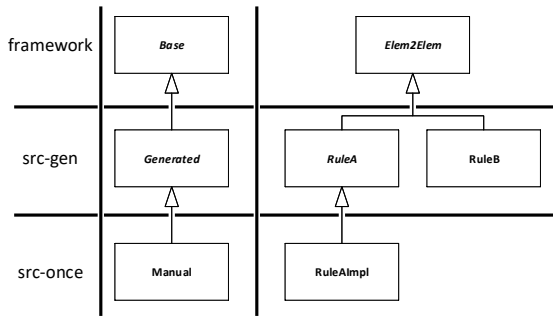 framework
Base
Elem2Elem
src-gen
Generated
RuleA
RuleB
src-once
Manual
RuleAImpl